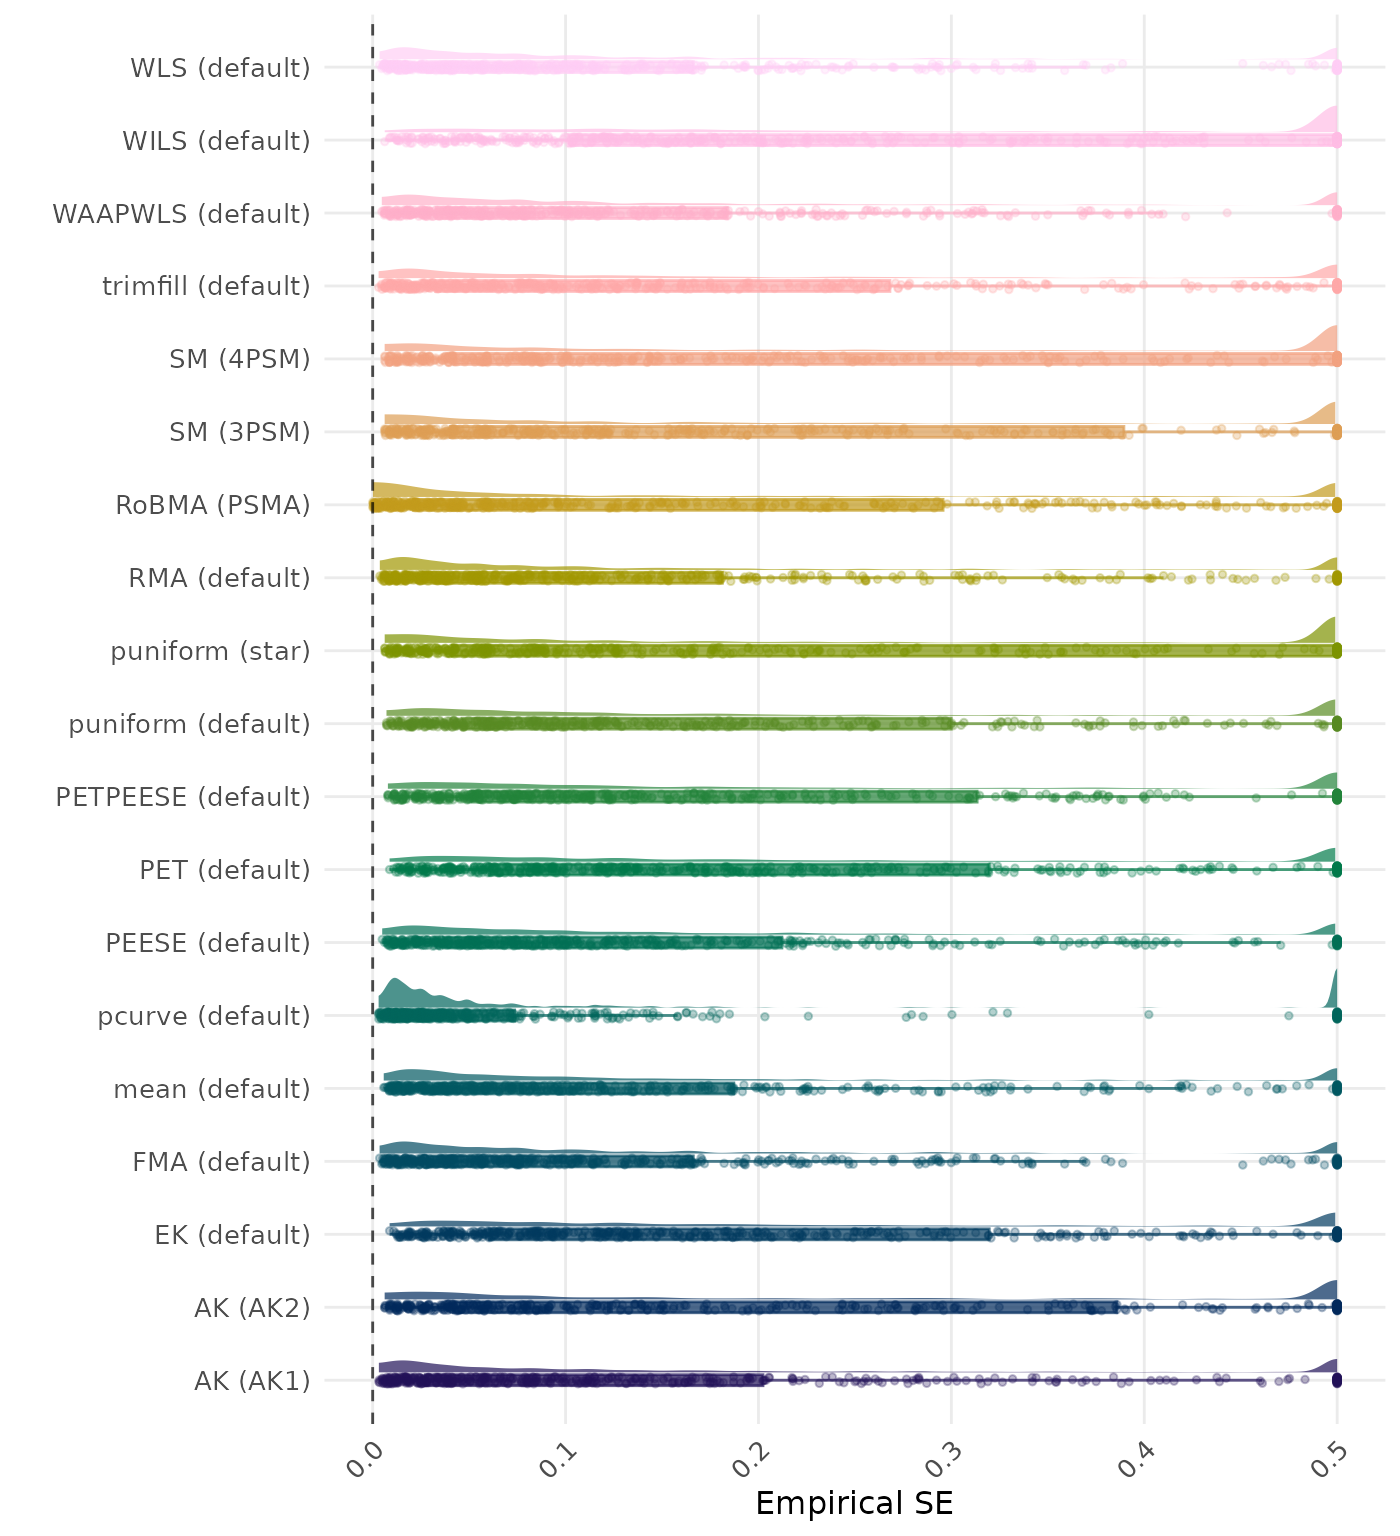 WLS (default)
WILS (default)
WAAPWLS (default)
trimfill (default)
SM (4PSM)
SM (3PSM)
RoBMA (PSMA)
RMA (default)
puniform (star)
puniform (default)
PETPEESE (default)
PET (default)
PEESE (default)
pcurve (default)
mean (default)
FMA (default)
EK (default)
AK (AK2)
AK (AK1)
0.0 0.1 0.2 0.3 0.4 0.5
Empirical SE